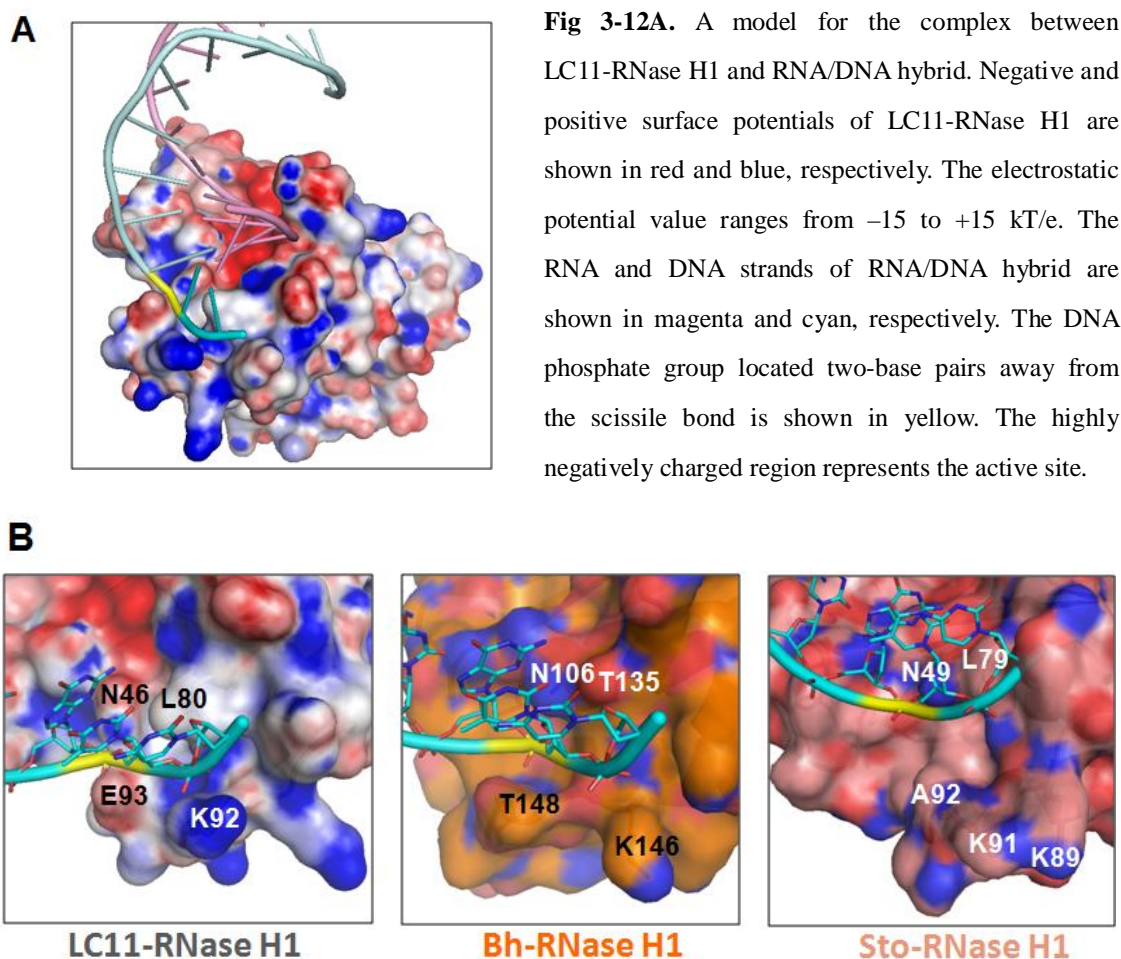 A
Fig 3-12A. A model for the complex between
LC11-RNase H1 and RNA/DNA hybrid. Negative and
positive surface potentials of LC11-RNase H1 are
shown in red and blue, respectively. The electrostatic
potential value ranges from –15 to +15 kT/e. The
RNA and DNA strands of RNA/DNA hybrid are
shown in magenta and cyan, respectively. The DNA
phosphate group located two-base pairs away from
the scissile bond is shown in yellow. The highly
negatively charged region represents the active site.
B
N46 L80
E93
K92
LC11-RNase H1
N106 T135
T148
K146
Bh-RNase H1
N49 L79
A92
K91 K89
Sto-RNase H1